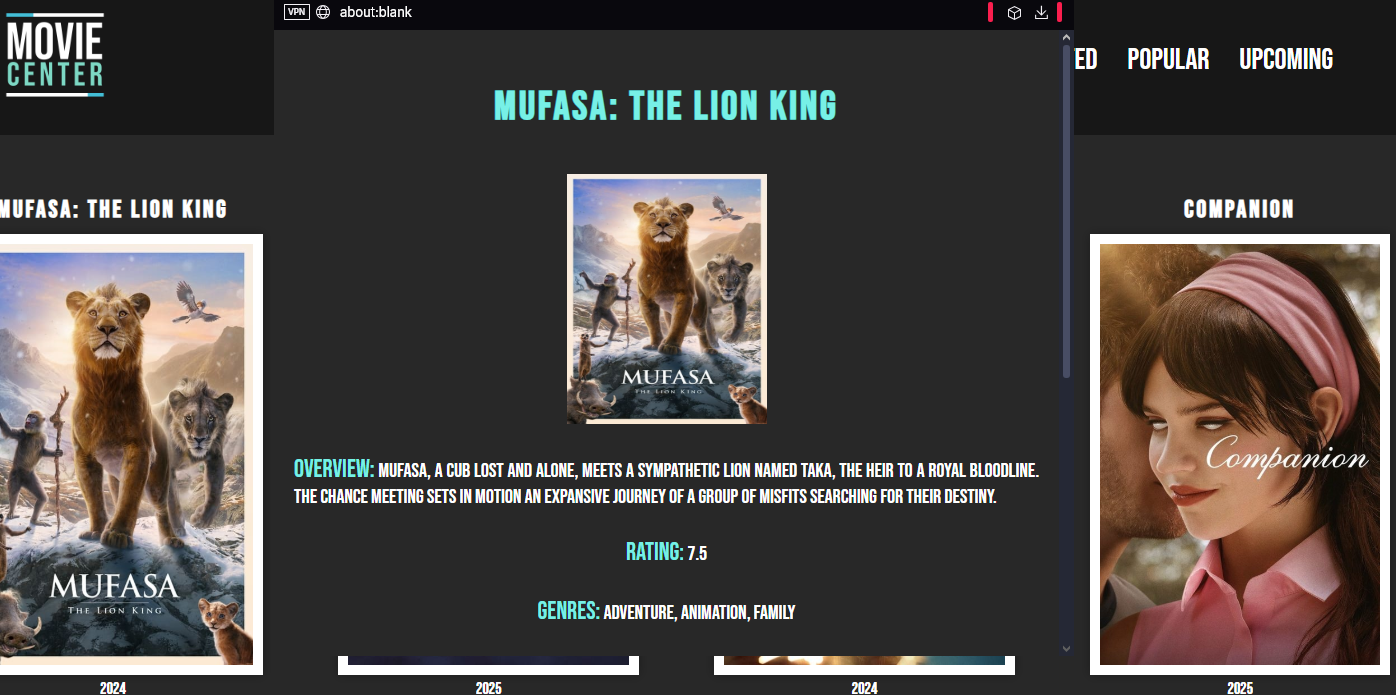 VPN about:blank
MOVIE
CENTER
ED POPULAR UPCOMING
MUFASA: THE LION KING
MUFASA: THE LION KING
COMPANION
MUFASA
THE LION KING
MUFASA
THE LION KING
Companion
OVERVIEW: MUFASA, A CUB LOST AND ALONE, MEETS A SYMPATHETIC LION NAMED TAKA, THE HEIR TO A ROYAL BLOODLINE.
THE CHANCE MEETING SETS IN MOTION AN EXPANSIVE JOURNEY OF A GROUP OF MISFITS SEARCHING FOR THEIR DESTINY.
RATING: 7.5
GENRES: ADVENTURE, ANIMATION, FAMILY
2024
2025
2024
2025